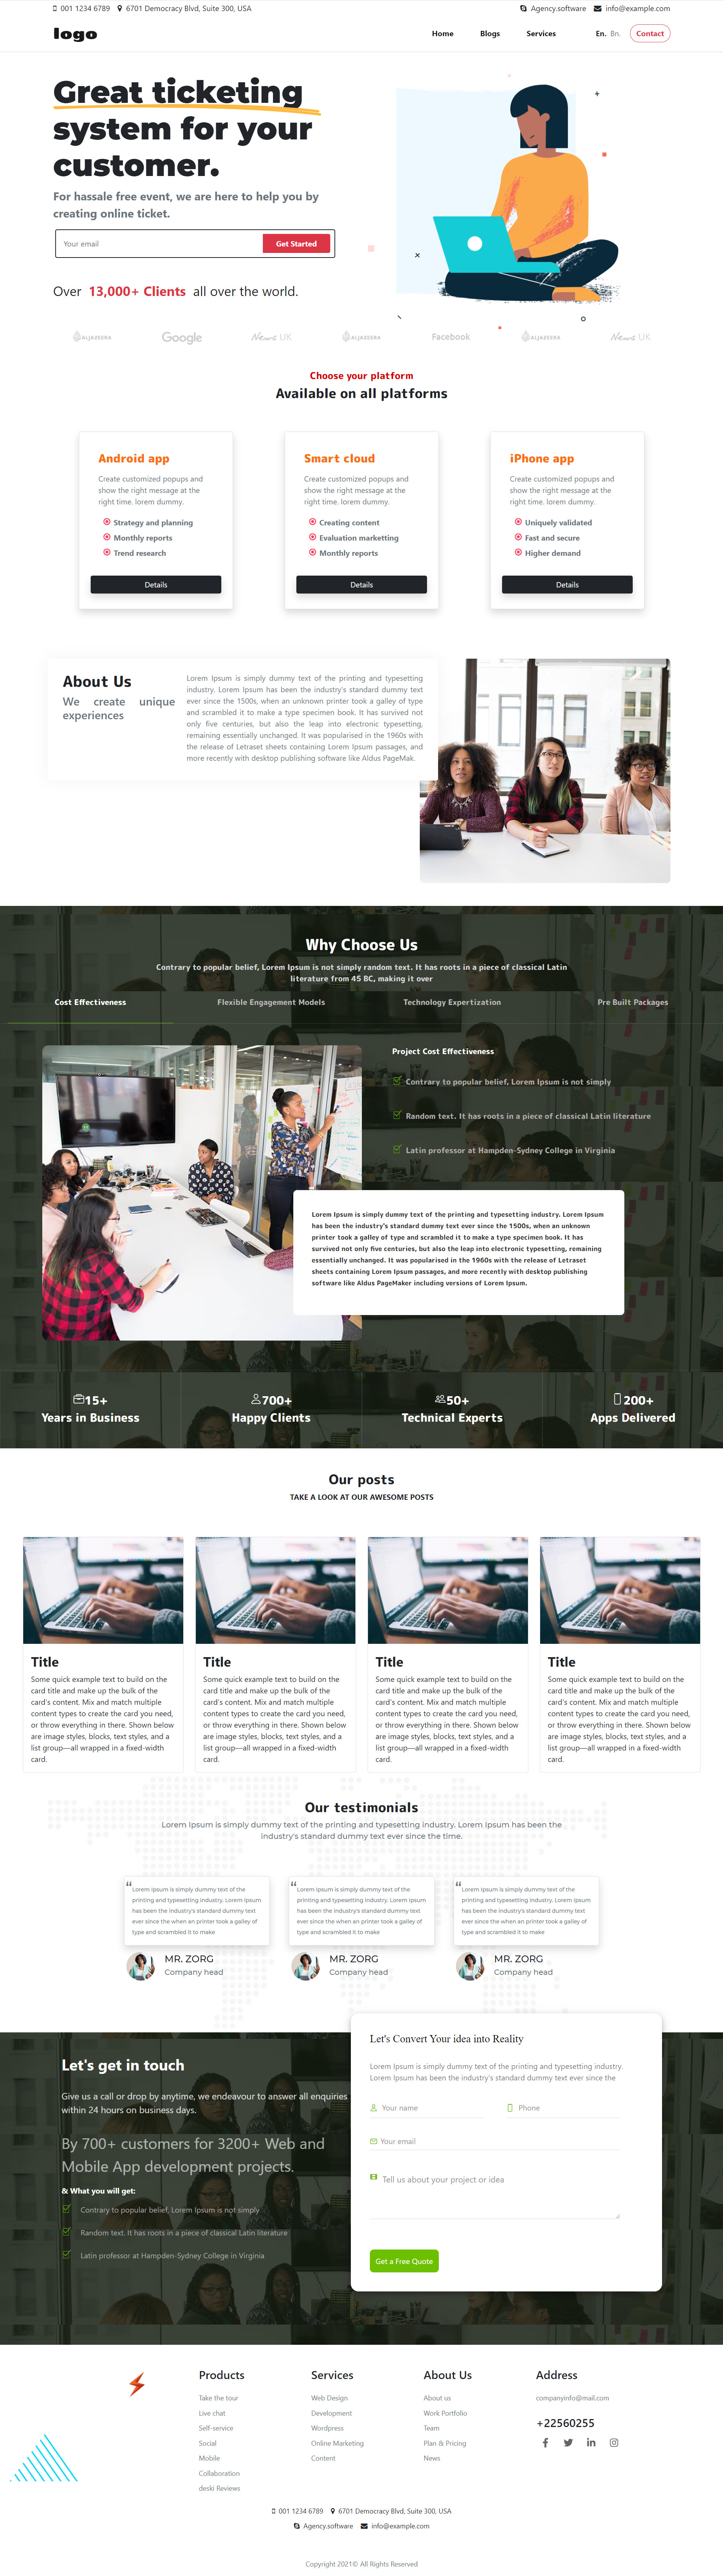 001 1234 6789 6701 Democracy Blvd, Suite 300, USA Agency.software info@example.com
logo Home Blogs Services En. Bn. Contact
Great ticketing
system for your
customer.
For hassale free event, we are here to help you by
creating online ticket.
Your email Get Started
Over 13,000+ Clients all over the world.
ALJAZEERA Google News UK ALJAZEERA Facebook ALJAZEERA News UK
Choose your platform
Available on all platforms
Android app
Create customized popups and
show the right message at the
right time. lorem dummy.
Strategy and planning
Monthly reports
Trend research
Details
Smart cloud
Create customized popups and
show the right message at the
right time. lorem dummy.
Creating content
Evaluation marketting
Monthly reports
Details
iPhone app
Create customized popups and
show the right message at the
right time. lorem dummy.
Uniquely validated
Fast and secure
Higher demand
Details
About Us
We create unique
experiences
Lorem Ipsum is simply dummy text of the printing and typesetting
industry. Lorem Ipsum has been the industry's standard dummy text
ever since the 1500s, when an unknown printer took a galley of type
and scrambled it to make a type specimen book. It has survived not
only five centuries, but also the leap into electronic typesetting,
remaining essentially unchanged. It was popularised in the 1960s with
the release of Letraset sheets containing Lorem Ipsum passages, and
more recently with desktop publishing software like Aldus PageMak.
Why Choose Us
Contrary to popular belief, Lorem Ipsum is not simply random text. It has roots in a piece of classical Latin
literature from 45 BC, making it over
Cost Effectiveness Flexible Engagement Models Technology Expertization Pre Built Packages
Project Cost Effectiveness
Contrary to popular belief, Lorem Ipsum is not simply
Random text. It has roots in a piece of classical Latin literature
Latin professor at Hampden-Sydney College in Virginia
Lorem Ipsum is simply dummy text of the printing and typesetting industry. Lorem Ipsum
has been the industry's standard dummy text ever since the 1500s, when an unknown
printer took a galley of type and scrambled it to make a type specimen book. It has
survived not only five centuries, but also the leap into electronic typesetting, remaining
essentially unchanged. It was popularised in the 1960s with the release of Letraset
sheets containing Lorem Ipsum passages, and more recently with desktop publishing
software like Aldus PageMaker including versions of Lorem Ipsum.
15+
Years in Business
700+
Happy Clients
50+
Technical Experts
200+
Apps Delivered
Our posts
TAKE A LOOK AT OUR AWESOME POSTS
Title
Some quick example text to build on the
card title and make up the bulk of the
card's content. Mix and match multiple
content types to create the card you need,
or throw everything in there. Shown below
are image styles, blocks, text styles, and a
list group—all wrapped in a fixed-width
card.
Title
Some quick example text to build on the
card title and make up the bulk of the
card's content. Mix and match multiple
content types to create the card you need,
or throw everything in there. Shown below
are image styles, blocks, text styles, and a
list group—all wrapped in a fixed-width
card.
Title
Some quick example text to build on the
card title and make up the bulk of the
card's content. Mix and match multiple
content types to create the card you need,
or throw everything in there. Shown below
are image styles, blocks, text styles, and a
list group—all wrapped in a fixed-width
card.
Title
Some quick example text to build on the
card title and make up the bulk of the
card's content. Mix and match multiple
content types to create the card you need,
or throw everything in there. Shown below
are image styles, blocks, text styles, and a
list group—all wrapped in a fixed-width
card.
Our testimonials
Lorem Ipsum is simply dummy text of the printing and typesetting industry. Lorem Ipsum has been the
industry's standard dummy text ever since the time.
“
Lorem Ipsum is simply dummy text of the
printing and typesetting industry. Lorem Ipsum
has been the industry's standard dummy text
ever since the when an printer took a galley of
type and scrambled it to make
MR. ZORG
Company head
“
Lorem Ipsum is simply dummy text of the
printing and typesetting industry. Lorem Ipsum
has been the industry's standard dummy text
ever since the when an printer took a galley of
type and scrambled it to make
MR. ZORG
Company head
“
Lorem Ipsum is simply dummy text of the
printing and typesetting industry. Lorem Ipsum
has been the industry's standard dummy text
ever since the when an printer took a galley of
type and scrambled it to make
MR. ZORG
Company head
Let's get in touch
Give us a call or drop by anytime, we endeavour to answer all enquiries
within 24 hours on business days.
By 700+ customers for 3200+ Web and
Mobile App development projects.
& What you will get:
Contrary to popular belief, Lorem Ipsum is not simply
Random text. It has roots in a piece of classical Latin literature
Latin professor at Hampden-Sydney College in Virginia
Let's Convert Your idea into Reality
Lorem Ipsum is simply dummy text of the printing and typesetting industry.
Lorem Ipsum has been the industry's standard dummy text ever since the
Your name Phone
Your email
Tell us about your project or idea
Get a Free Quote
Products
Take the tour
Live chat
Self-service
Social
Mobile
Collaboration
deski Reviews
Services
Web Design
Development
Wordpress
Online Marketing
Content
About Us
About us
Work Portfolio
Team
Plan & Pricing
News
Address
companyinfo@mail.com
+22560255
001 1234 6789 6701 Democracy Blvd, Suite 300, USA
Agency.software info@example.com
Copyright 2021© All Rights Reserved